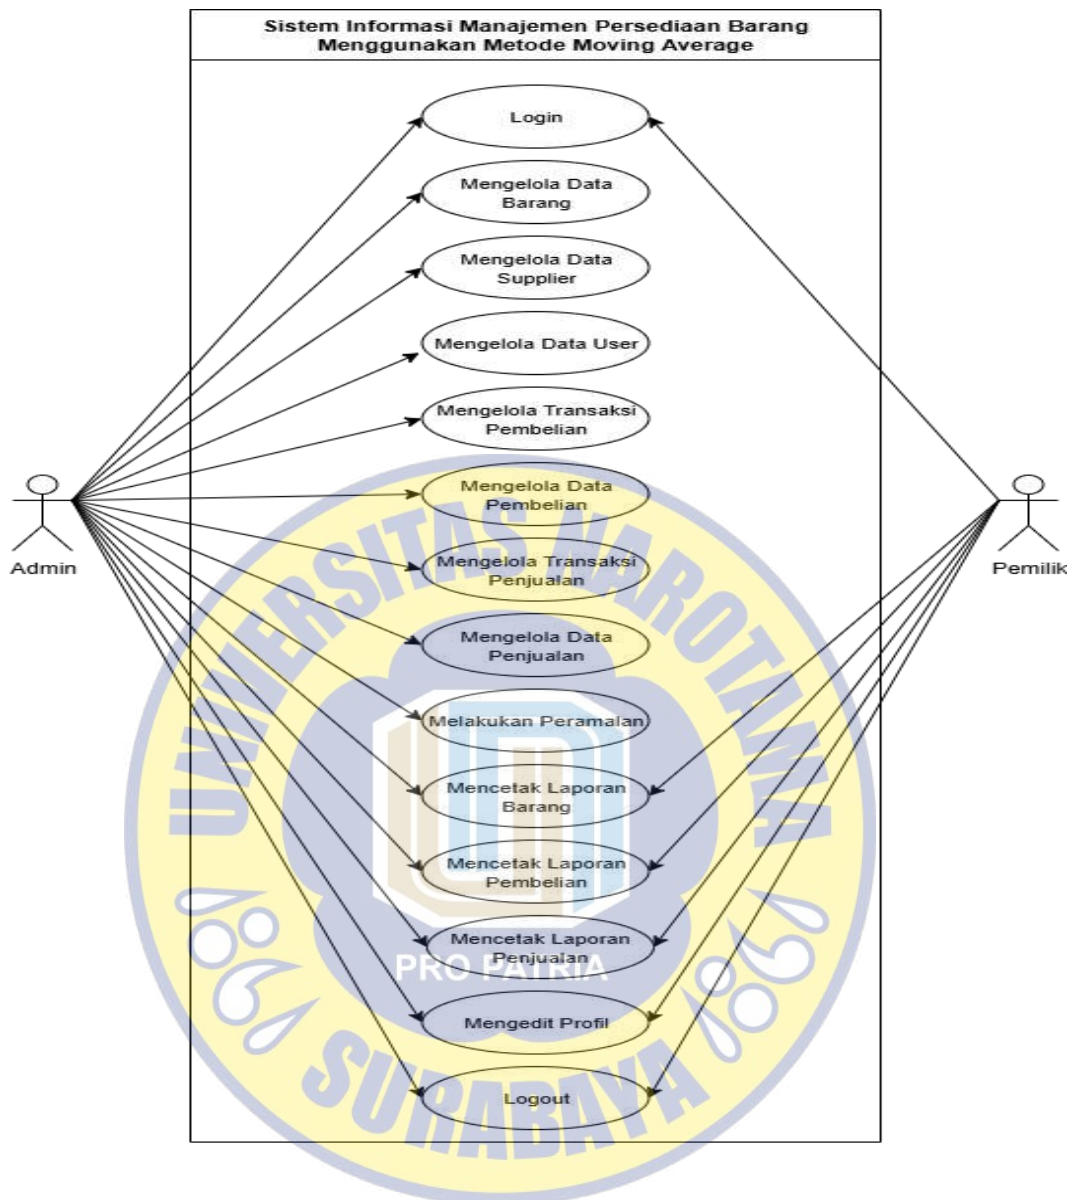 Sistem Informasi Manajemen Persediaan Barang
Menggunakan Metode Moving Average
Login
Mengelola Data
Barang
Mengelola Data
Supplier
Mengelola Data User
Mengelola Transaksi
Pembelian
Mengelola Data
Pembelian
Mengelola Transaksi
Penjualan
Mengelola Data
Penjualan
Melakukan Peramalan
Mencetak Laporan
Barang
Mencetak Laporan
Pembelian
Mencetak Laporan
Penjualan
Mengedit Profil
Logout
Admin
Pemilik
UNIVERSITAS NAROTAMA
PRO PATRIA
SURABAYA